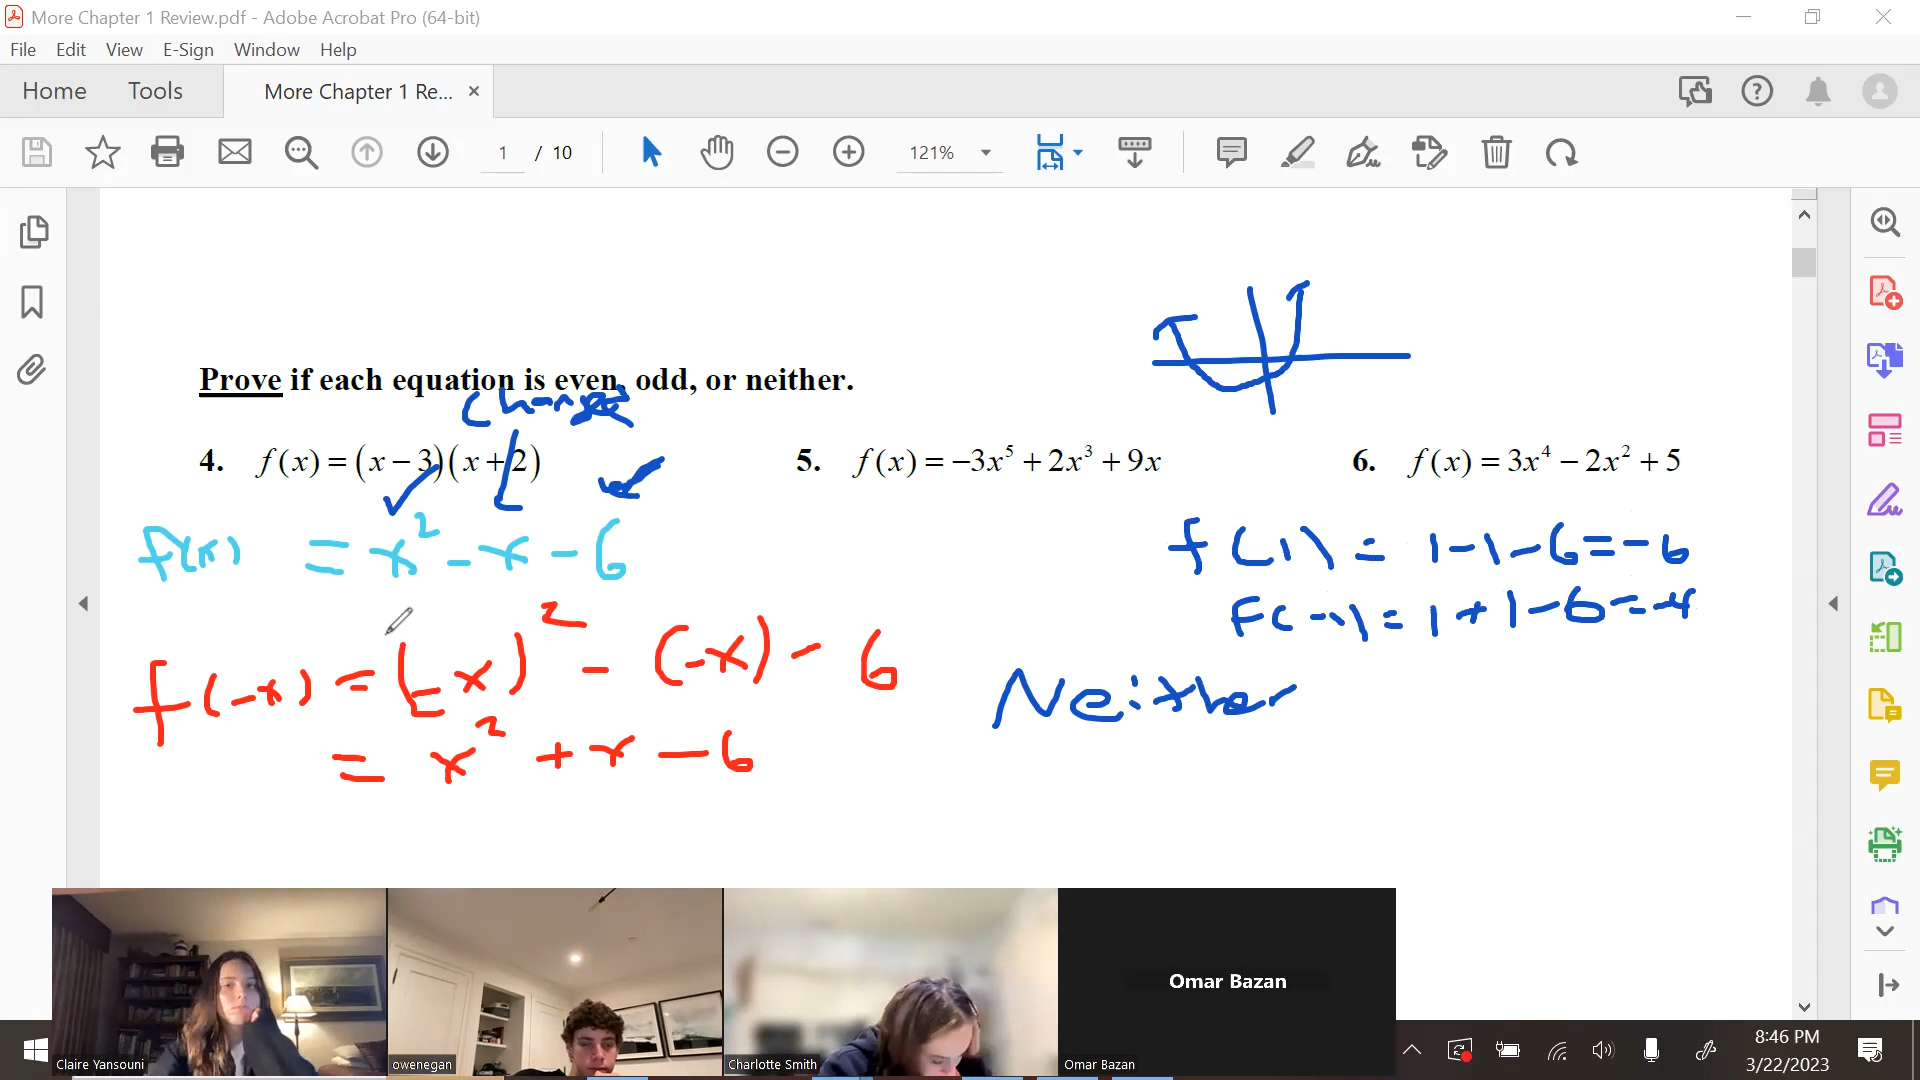 More Chapter 1 Review.pdf - Adobe Acrobat Pro (64-bit)
File Edit View E-Sign Window Help
Home Tools More Chapter 1 Re... ×
1 / 10 121%
Prove if each equation is even, odd, or neither.
Change
4. f(x) = (x − 3)(x + 2)
5. f(x) = −3x⁵ + 2x³ + 9x
6. f(x) = 3x⁴ − 2x² + 5
f(x) = x² - x - 6
f(1) = 1 - 1 - 6 = -6
f(-1) = 1 + 1 - 6 = -4
f(-x) = (-x)² - (-x) - 6
= x² + x - 6
Neither
Omar Bazan
Claire Yansouni
owenegan
Charlotte Smith
Omar Bazan
8:46 PM
3/22/2023